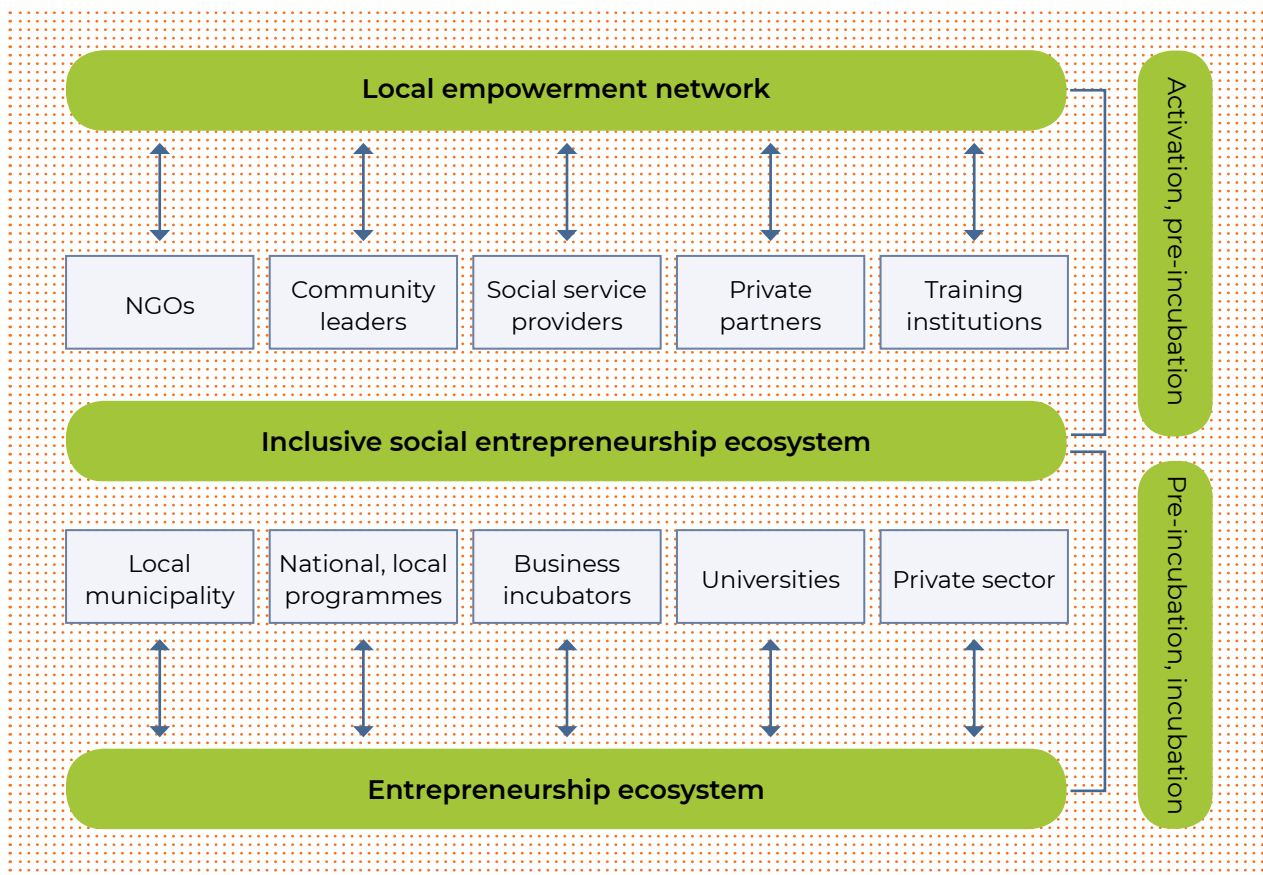 Local empowerment network
NGOs
Community
leaders
Social service
providers
Private
partners
Training
institutions
Activation, pre-incubation
Inclusive social entrepreneurship ecosystem
Local
municipality
National, local
programmes
Business
incubators
Universities
Private sector
Entrepreneurship ecosystem
Pre-incubation, incubation